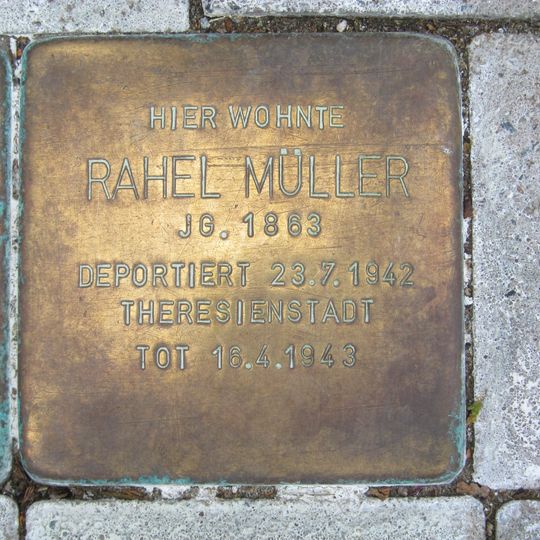 HIER WOHNTE
RAHEL MÜLLER
JG. 1863
DEPORTIERT 23.7.1942
THERESIENSTADT
TOT 16.4.1943